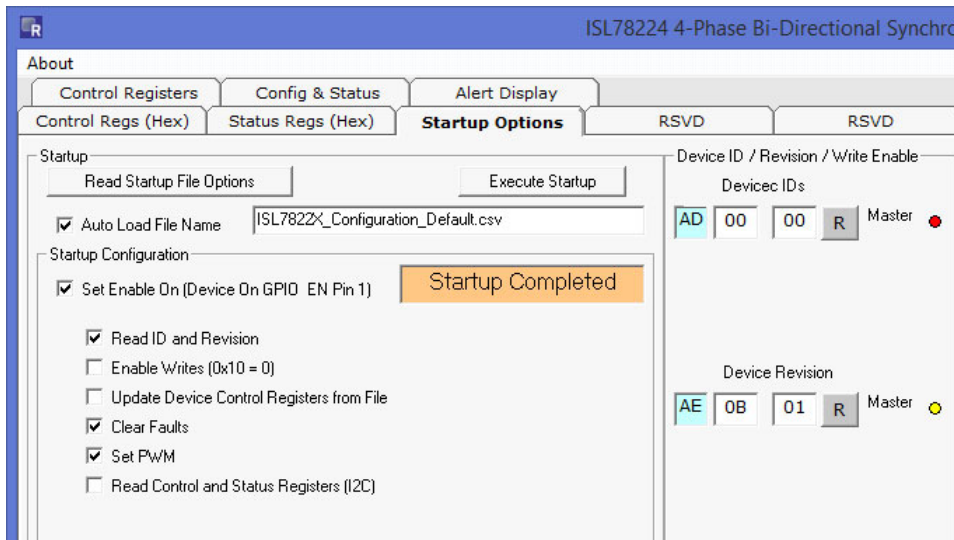 R
ISL78224 4-Phase Bi-Directional Synchro
About
Control Registers Config & Status Alert Display
Control Regs (Hex) Status Regs (Hex) Startup Options RSVD RSVD
Startup
Read Startup File Options Execute Startup
Auto Load File Name ISL7822X_Configuration_Default.csv
Startup Configuration
Set Enable On (Device On GPIO EN Pin 1) Startup Completed
Read ID and Revision
Enable Writes (0x10 = 0)
Update Device Control Registers from File
Clear Faults
Set PWM
Read Control and Status Registers (I2C)
Device ID / Revision / Write Enable
Devicec IDs
AD 00 00 R Master
Device Revision
AE 0B 01 R Master